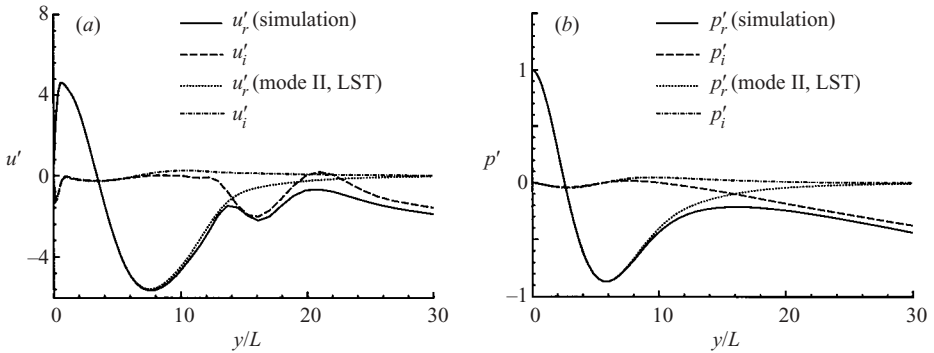 (a)
u′r (simulation)
u′i
u′r (mode II, LST)
u′i
8
4
0
−4
u′
0
10
20
30
y/L
(b)
p′r (simulation)
p′i
p′r (mode II, LST)
p′i
1
0
−1
p′
0
10
20
30
y/L